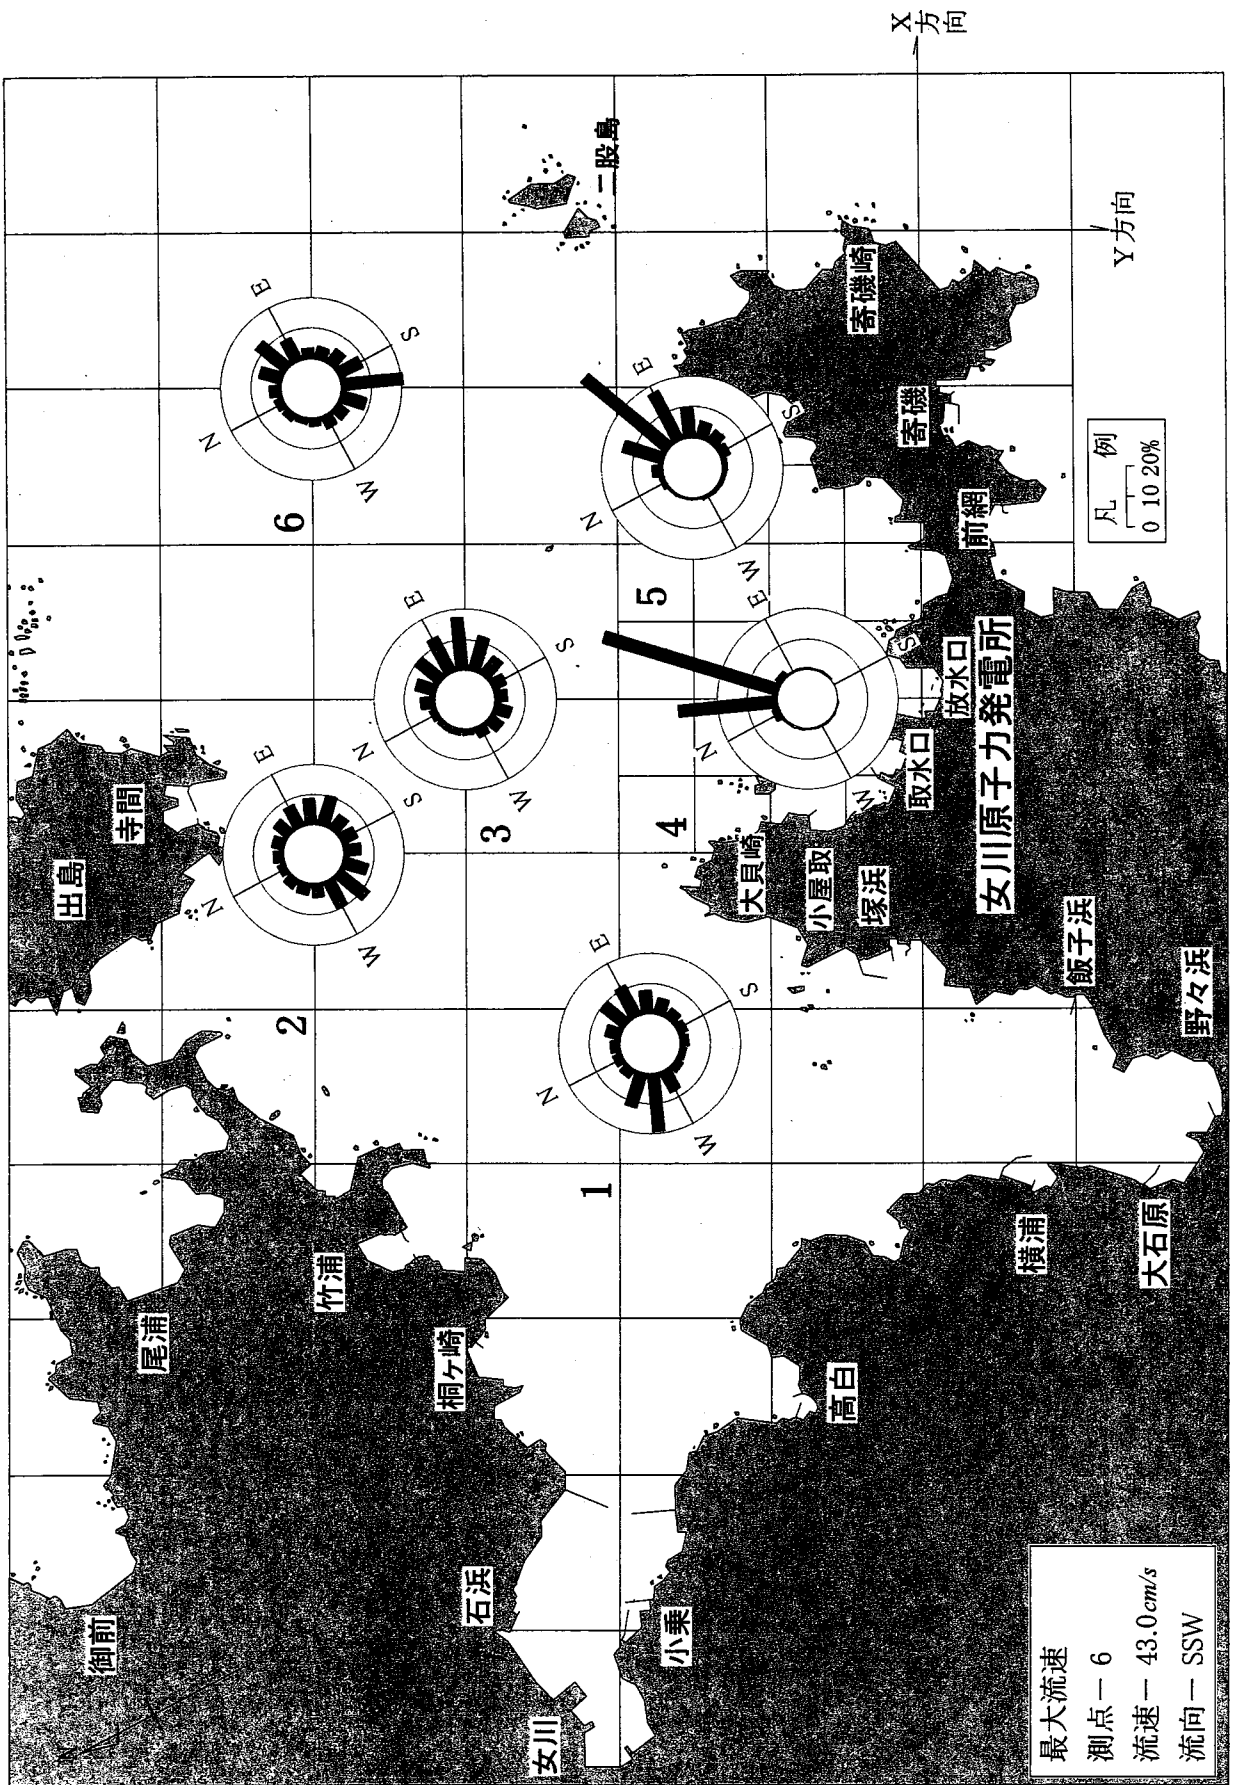 X
方向
Y方向
二股島
寄磯崎
寄磯
前網
凡 例
0 10 20%
女川原子力発電所
放水口
取水口
大貝崎
小屋取
塚浜
飯子浜
野々浜
出島
寺間
尾浦
竹浦
桐ヶ崎
御前
石浜
女川
小乗
高白
横浦
大石原
1
N
E
S
W
2
N
E
S
W
3
N
E
S
W
4
N
E
S
W
5
N
E
S
W
6
N
E
S
W
最大流速
測点 － 6
流速 － 43.0cm/s
流向 － SSW